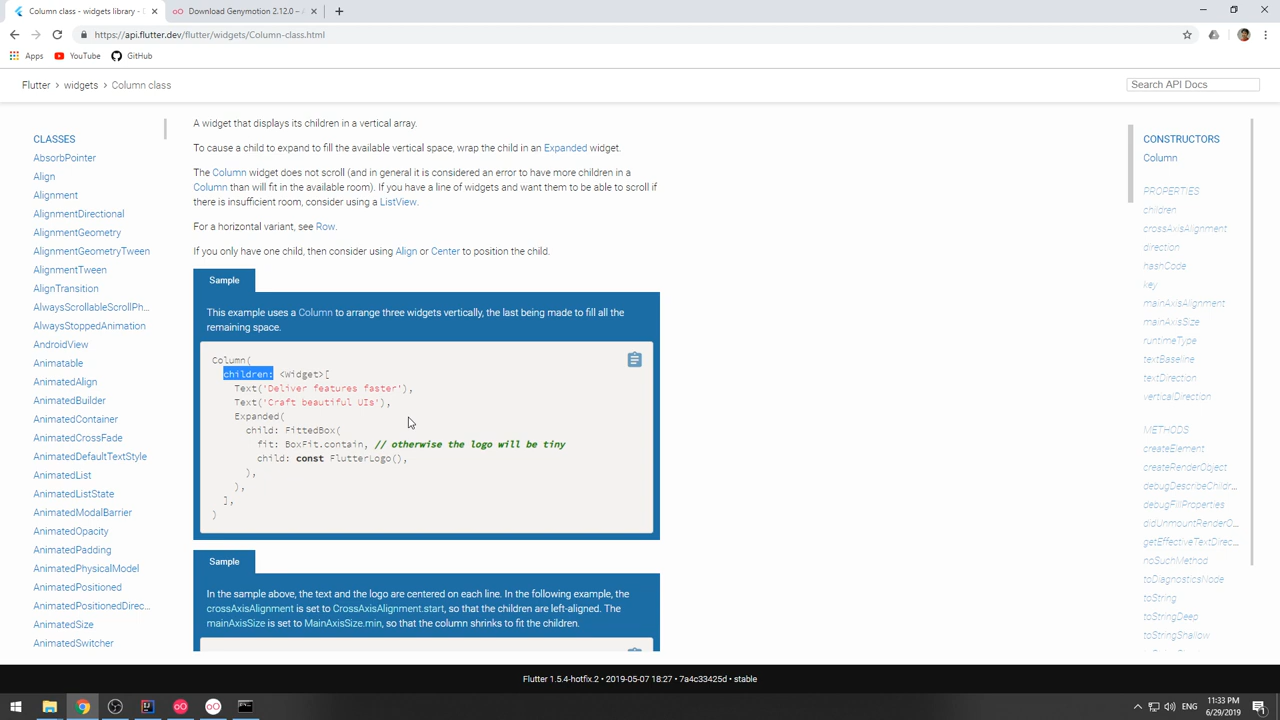 Column class - widgets library -
Download Genymotion 2.12.0 –
https://api.flutter.dev/flutter/widgets/Column-class.html
Apps
YouTube
GitHub
Flutter > widgets > Column class
Search API Docs
CLASSES
AbsorbPointer
Align
Alignment
AlignmentDirectional
AlignmentGeometry
AlignmentGeometryTween
AlignmentTween
AlignTransition
AlwaysScrollableScrollPh...
AlwaysStoppedAnimation
AndroidView
Animatable
AnimatedAlign
AnimatedBuilder
AnimatedContainer
AnimatedCrossFade
AnimatedDefaultTextStyle
AnimatedList
AnimatedListState
AnimatedModalBarrier
AnimatedOpacity
AnimatedPadding
AnimatedPhysicalModel
AnimatedPositioned
AnimatedPositionedDirec...
AnimatedSize
AnimatedSwitcher
A widget that displays its children in a vertical array.
To cause a child to expand to fill the available vertical space, wrap the child in an Expanded widget.
The Column widget does not scroll (and in general it is considered an error to have more children in a
Column than will fit in the available room). If you have a line of widgets and want them to be able to scroll if
there is insufficient room, consider using a ListView.
For a horizontal variant, see Row.
If you only have one child, then consider using Align or Center to position the child.
Sample
This example uses a Column to arrange three widgets vertically, the last being made to fill all the
remaining space.
Column(
children: <Widget>[
Text('Deliver features faster'),
Text('Craft beautiful UIs'),
Expanded(
child: FittedBox(
fit: BoxFit.contain, // otherwise the logo will be tiny
child: const FlutterLogo(),
),
),
],
)
Sample
In the sample above, the text and the logo are centered on each line. In the following example, the
crossAxisAlignment is set to CrossAxisAlignment.start, so that the children are left-aligned. The
mainAxisSize is set to MainAxisSize.min, so that the column shrinks to fit the children.
CONSTRUCTORS
Column
PROPERTIES
children
crossAxisAlignment
direction
hashCode
key
mainAxisAlignment
mainAxisSize
runtimeType
textBaseline
textDirection
verticalDirection
METHODS
createElement
createRenderObject
debugDescribeChildr...
debugFillProperties
didUnmountRenderO...
getEffectiveTextDirec...
noSuchMethod
toDiagnosticsNode
toString
toStringDeep
toStringShallow
Flutter 1.5.4-hotfix.2 • 2019-05-07 18:27 • 7a4c33425d • stable
ENG
11:33 PM
6/29/2019
1